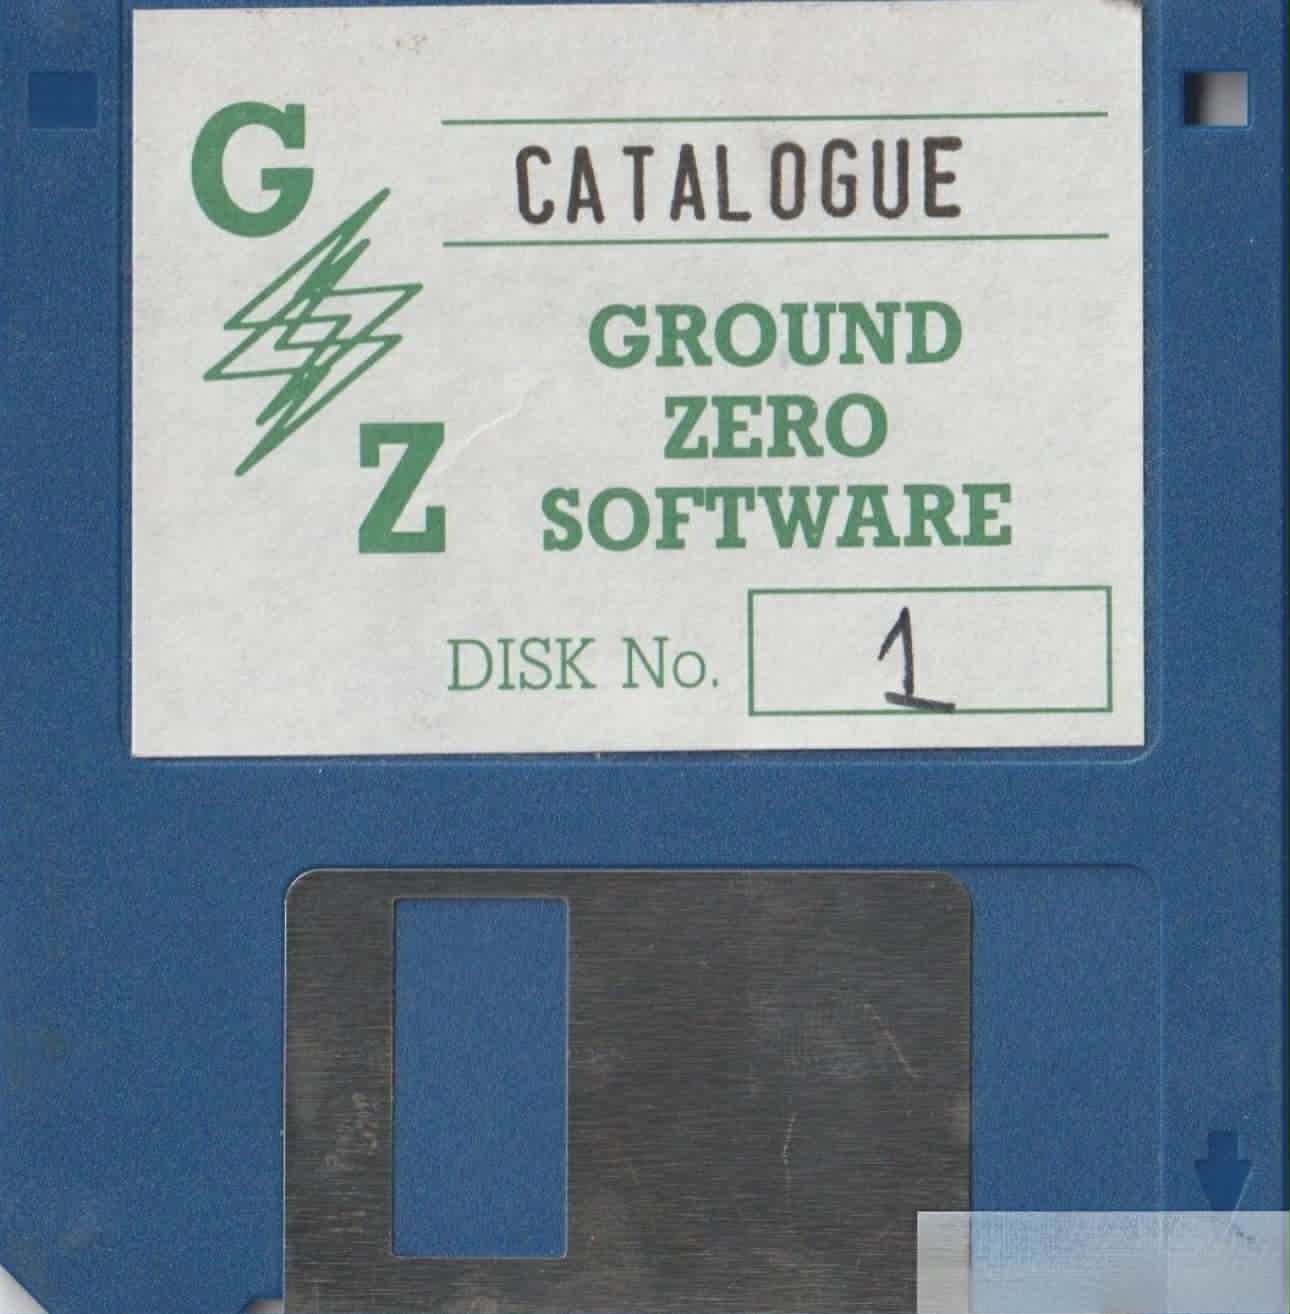 G
Z
CATALOGUE
GROUND
ZERO
SOFTWARE
DISK No. 1